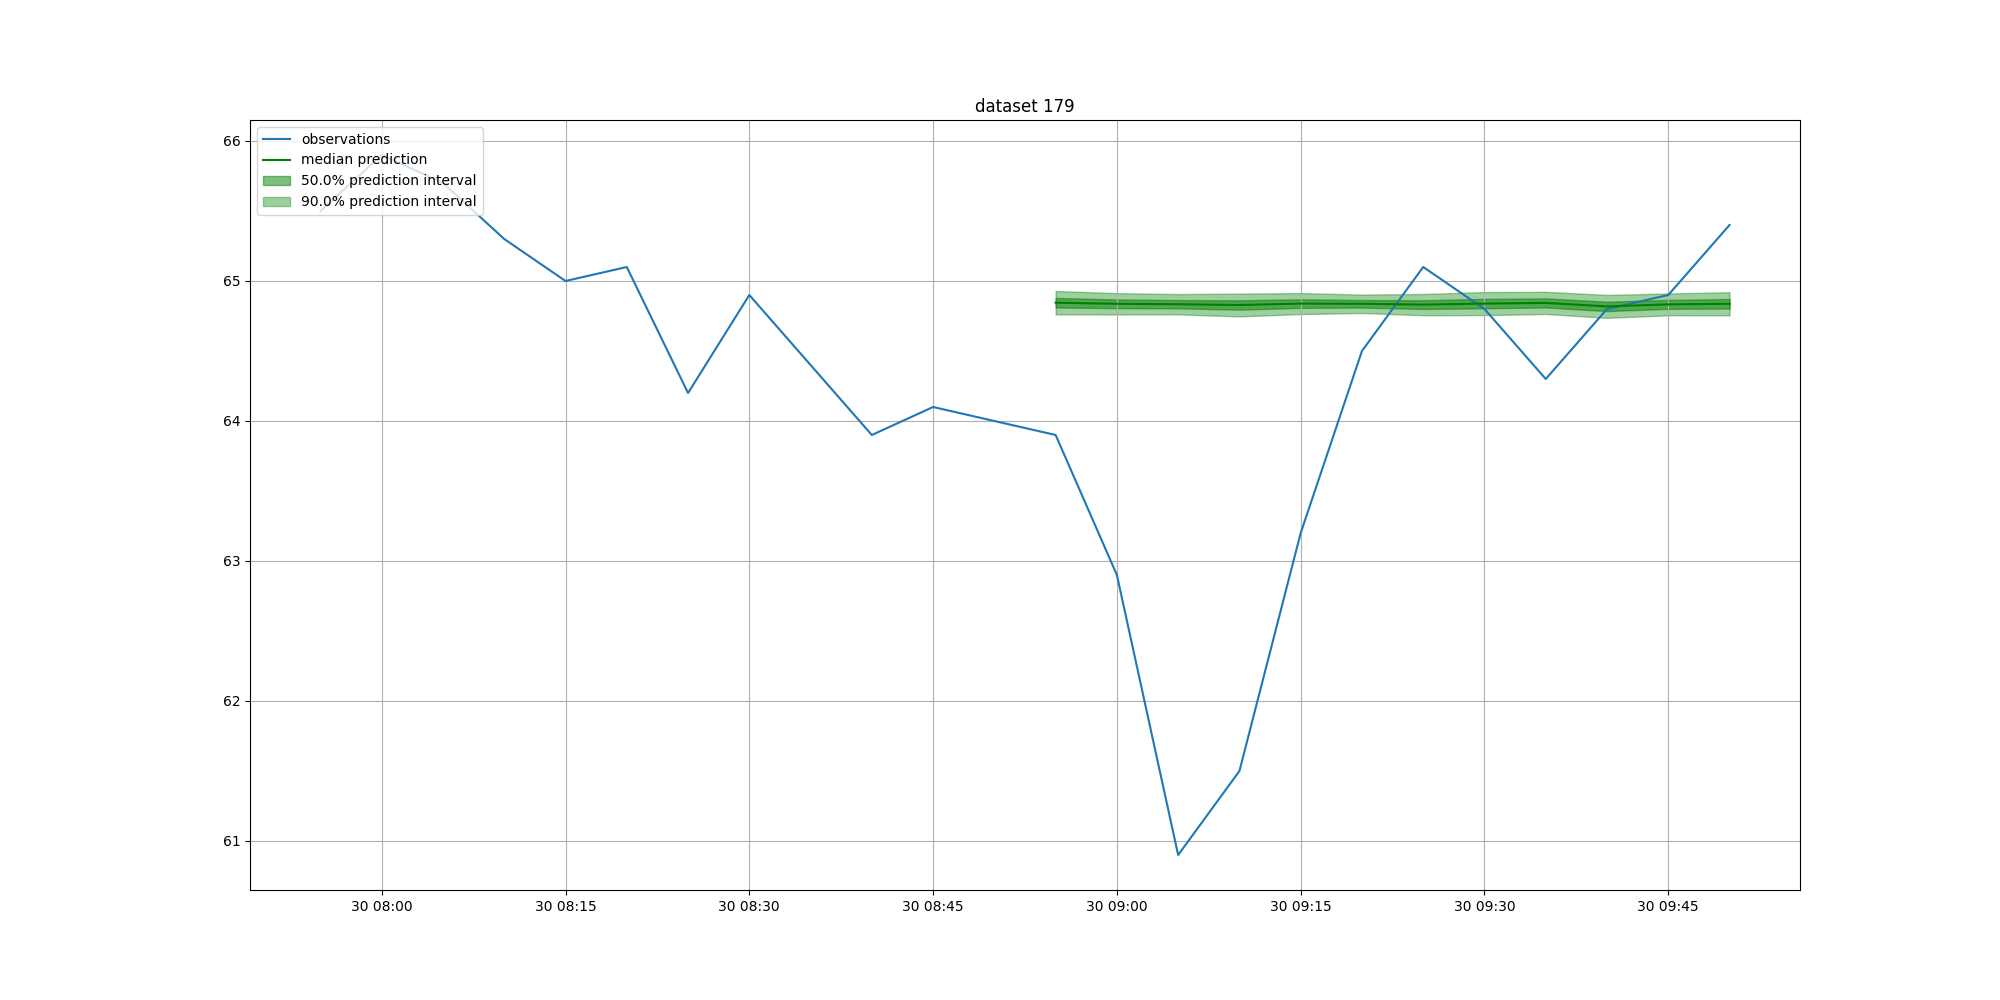 dataset 179
observations
median prediction
50.0% prediction interval
90.0% prediction interval
66
65
64
63
62
61
30 08:00
30 08:15
30 08:30
30 08:45
30 09:00
30 09:15
30 09:30
30 09:45